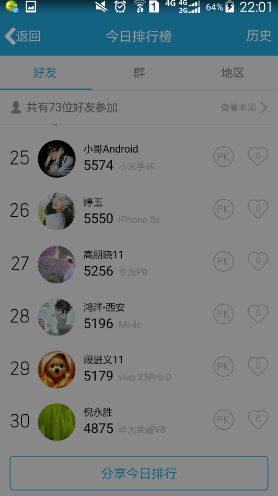 4G 4G 64% 22:01
2G 2G
返回 今日排行榜 历史
好友 群 地区
共有73位好友参加 查看本周
25 小哥Android PK 0
5574 小米手环
26 婷玉 PK 0
5550 iPhone 5s
27 高朋晓11 PK 0
5256 华为P8
28 鸿洋-西安 PK 0
5196 Mi-4c
29 段进义11 PK 0
5179 vivo X5Pro D
30 倪永胜 PK 0
4875 华为荣耀V8
分享今日排行